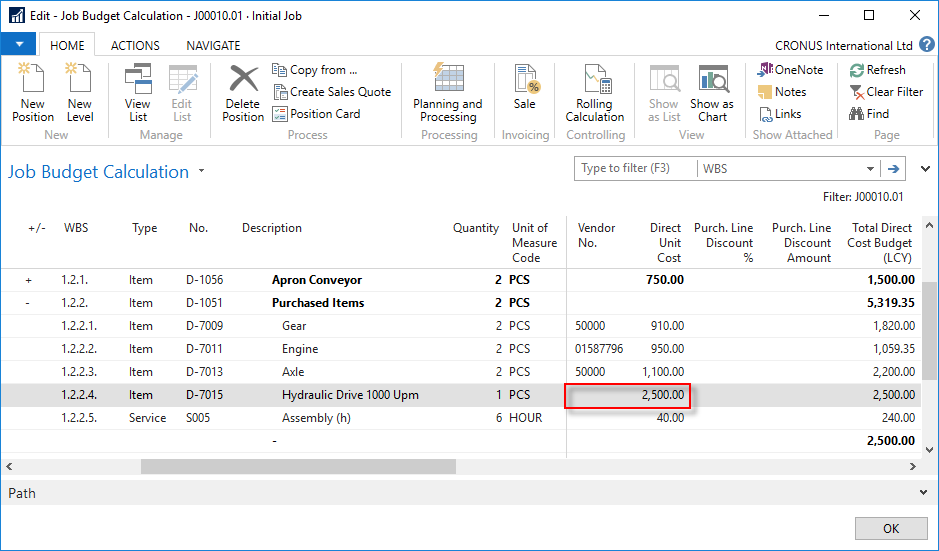 Edit - Job Budget Calculation - J00010.01 · Initial Job
HOME ACTIONS NAVIGATE CRONUS International Ltd ?
New Position
New Level
New
View List
Edit List
Manage
Delete Position
Copy from ...
Create Sales Quote
Position Card
Process
Planning and Processing
Processing
Sale
Invoicing
Rolling Calculation
Controlling
Show as List
Show as Chart
View
OneNote
Notes
Links
Show Attached
Refresh
Clear Filter
Find
Page
Job Budget Calculation
Type to filter (F3) WBS
Filter: J00010.01
+/- WBS Type No. Description Quantity Unit of Measure Code Vendor No. Direct Unit Cost Purch. Line Discount % Purch. Line Discount Amount Total Direct Cost Budget (LCY)
+ 1.2.1. Item D-1056 Apron Conveyor 2 PCS 750.00 1,500.00
- 1.2.2. Item D-1051 Purchased Items 2 PCS 5,319.35
1.2.2.1. Item D-7009 Gear 2 PCS 50000 910.00 1,820.00
1.2.2.2. Item D-7011 Engine 2 PCS 01587796 950.00 1,059.35
1.2.2.3. Item D-7013 Axle 2 PCS 50000 1,100.00 2,200.00
1.2.2.4. Item D-7015 Hydraulic Drive 1000 Upm 1 PCS 2,500.00 2,500.00
1.2.2.5. Service S005 Assembly (h) 6 HOUR 40.00 240.00
- 2,500.00
Path
OK